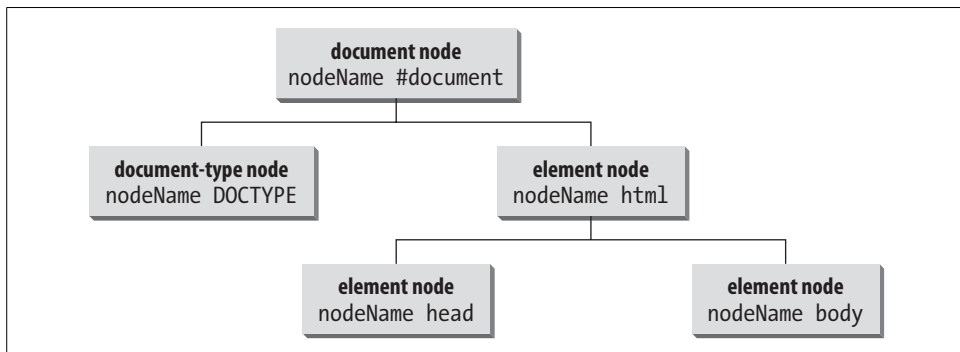 document node
nodeName #document
document-type node
nodeName DOCTYPE
element node
nodeName html
element node
nodeName head
element node
nodeName body